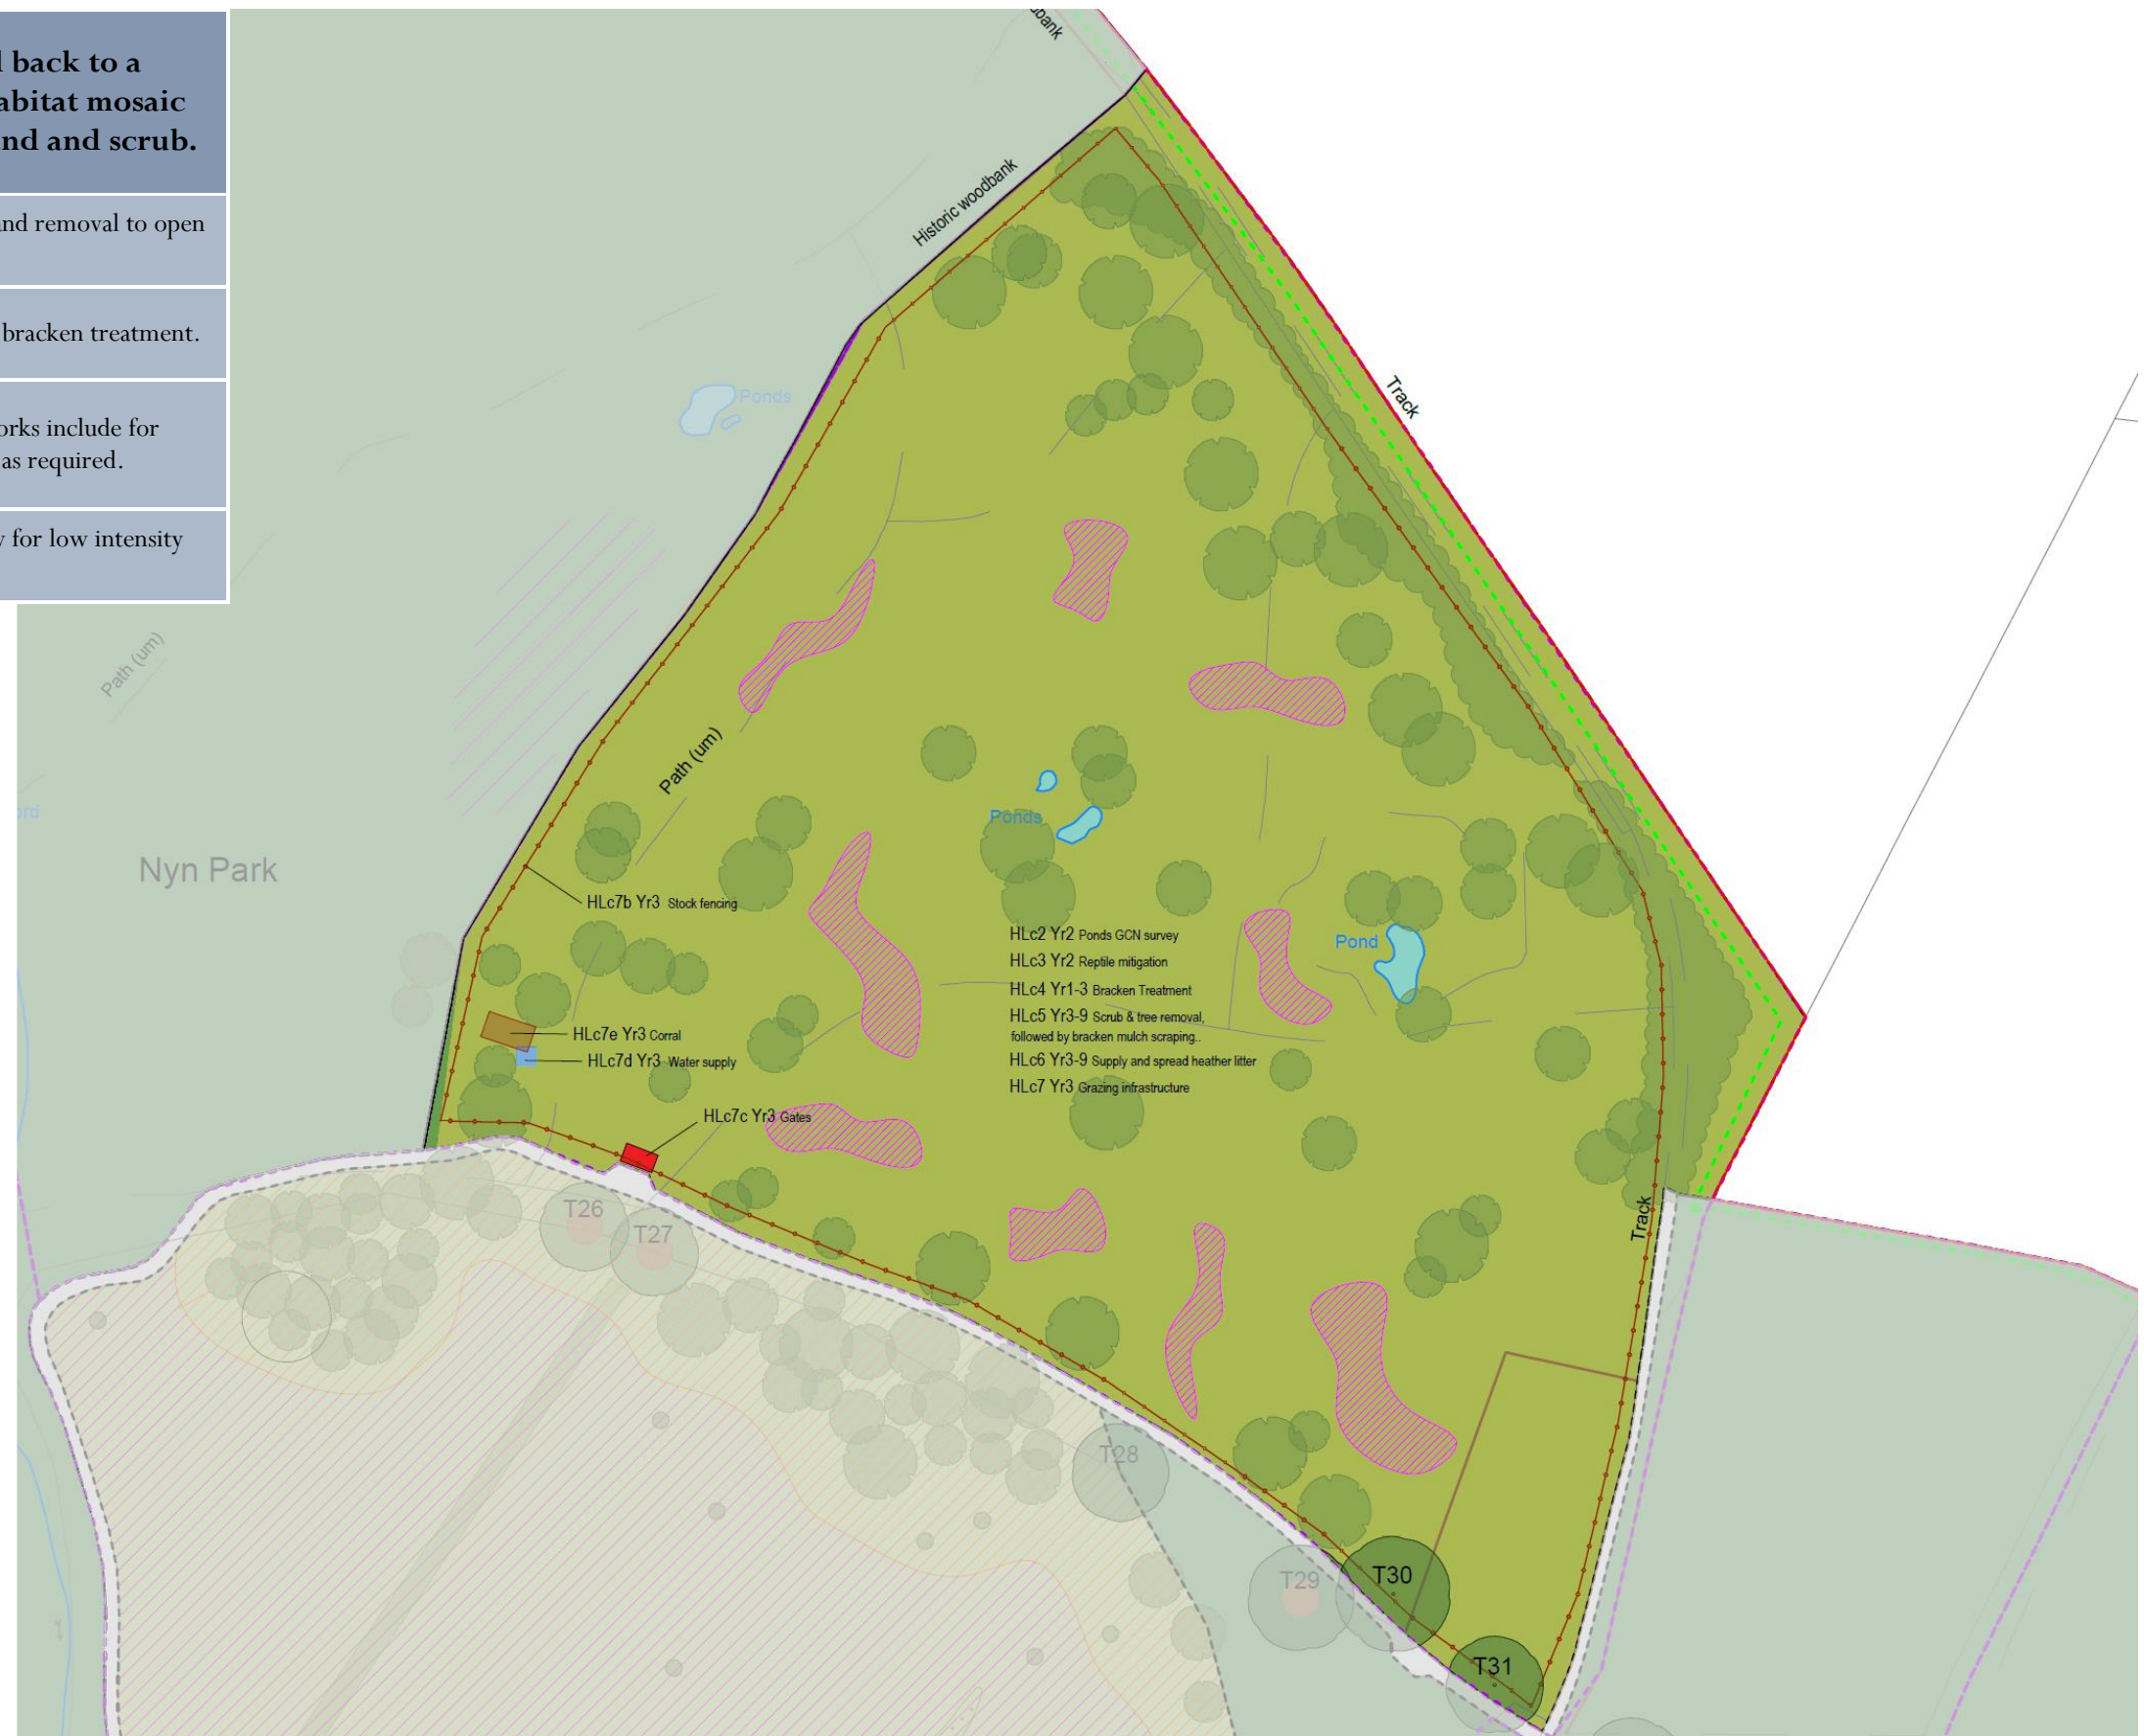 l back to a
abitat mosaic
and and scrub.
and removal to open
bracken treatment.
orks include for
as required.
y for low intensity
dbank
Historic woodbank
Track
Ponds
Path (um)
Path (um)
Ponds
ord
Nyn Park
HLc7b Yr3 Stock fencing
HLc2 Yr2 Ponds GCN survey
HLc3 Yr2 Reptile mitigation
HLc4 Yr1-3 Bracken Treatment
HLc5 Yr3-9 Scrub & tree removal,
followed by bracken mulch scraping..
HLc6 Yr3-9 Supply and spread heather litter
HLc7 Yr3 Grazing infrastructure
Pond
HLc7e Yr3 Corral
HLc7d Yr3 Water supply
HLc7c Yr3 Gates
T26
T27
Track
T28
T29
T30
T31